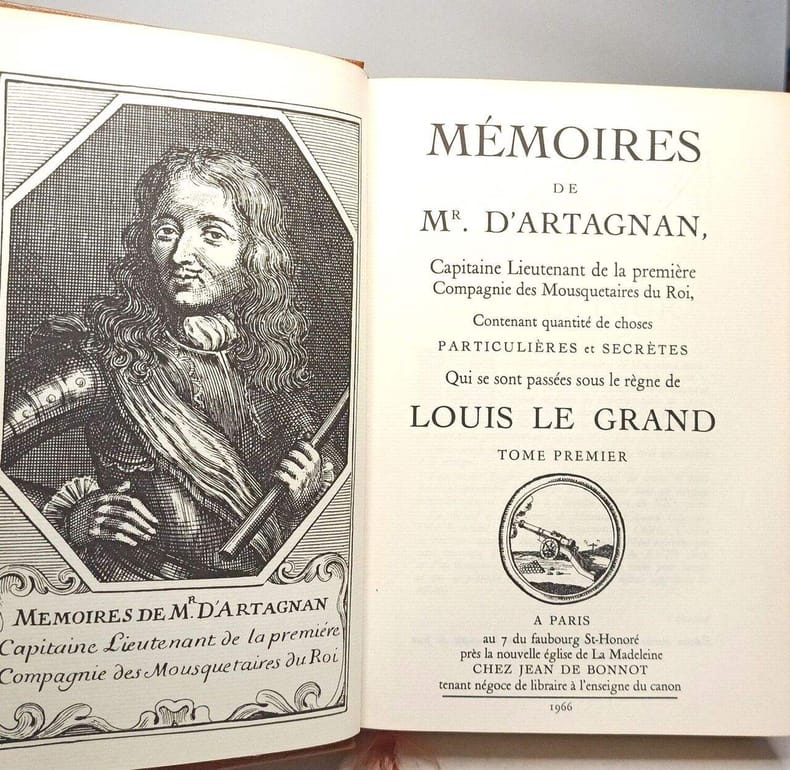 MEMOIRES DE MR. D'ARTAGNAN
Capitaine Lieutenant de la premiére
Compagnie des Mousquetaires du Roi
MÉMOIRES
DE
MR. D'ARTAGNAN,
Capitaine Lieutenant de la première
Compagnie des Mousquetaires du Roi,
Contenant quantité de choses
PARTICULIÈRES et SECRÈTES
Qui se sont passées sous le règne de
LOUIS LE GRAND
TOME PREMIER
A PARIS
au 7 du faubourg St-Honoré
près la nouvelle église de La Madeleine
CHEZ JEAN DE BONNOT
tenant négoce de libraire à l'enseigne du canon
1966